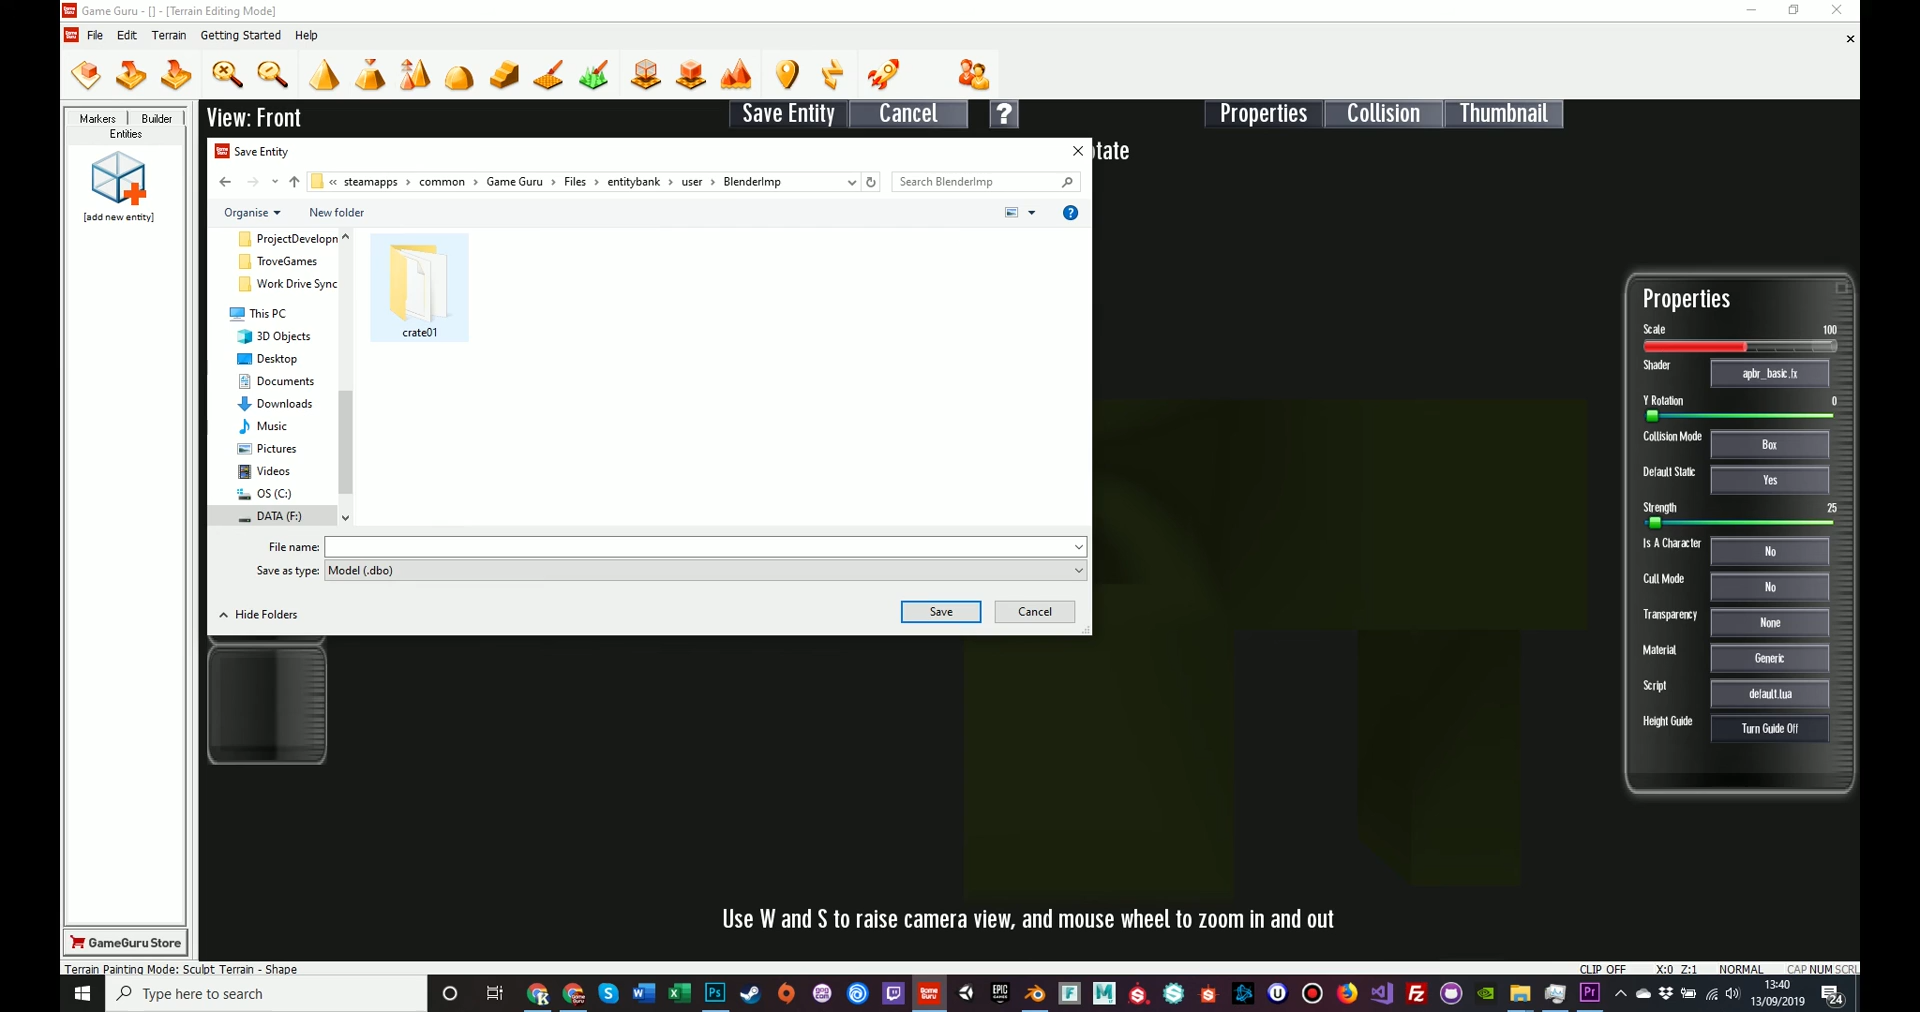 Game Guru - [] - [Terrain Editing Mode]
File Edit Terrain Getting Started Help
Markers Builder
Entities
[add new entity]
View: Front
Save Entity Cancel ?
Properties Collision Thumbnail
Save Entity
tate
« steamapps > common > Game Guru > Files > entitybank > user > BlenderImp
Search BlenderImp
Organise New folder
ProjectDevelopn
TroveGames
Work Drive Sync
This PC
3D Objects
Desktop
Documents
Downloads
Music
Pictures
Videos
OS (C:)
DATA (F:)
crate01
File name:
Save as type: Model (.dbo)
Hide Folders
Save Cancel
Properties
Scale 100
Shader apbr_basic.fx
Y Rotation 0
Collision Mode Box
Default Static Yes
Strength 25
Is A Character No
Cull Mode No
Transparency None
Material Generic
Script default.lua
Height Guide Turn Guide Off
Use W and S to raise camera view, and mouse wheel to zoom in and out
GameGuru Store
Terrain Painting Mode: Sculpt Terrain - Shape
CLIP OFF X:0 Z:1 NORMAL CAP NUM SCRL
Type here to search
13:40
13/09/2019
24